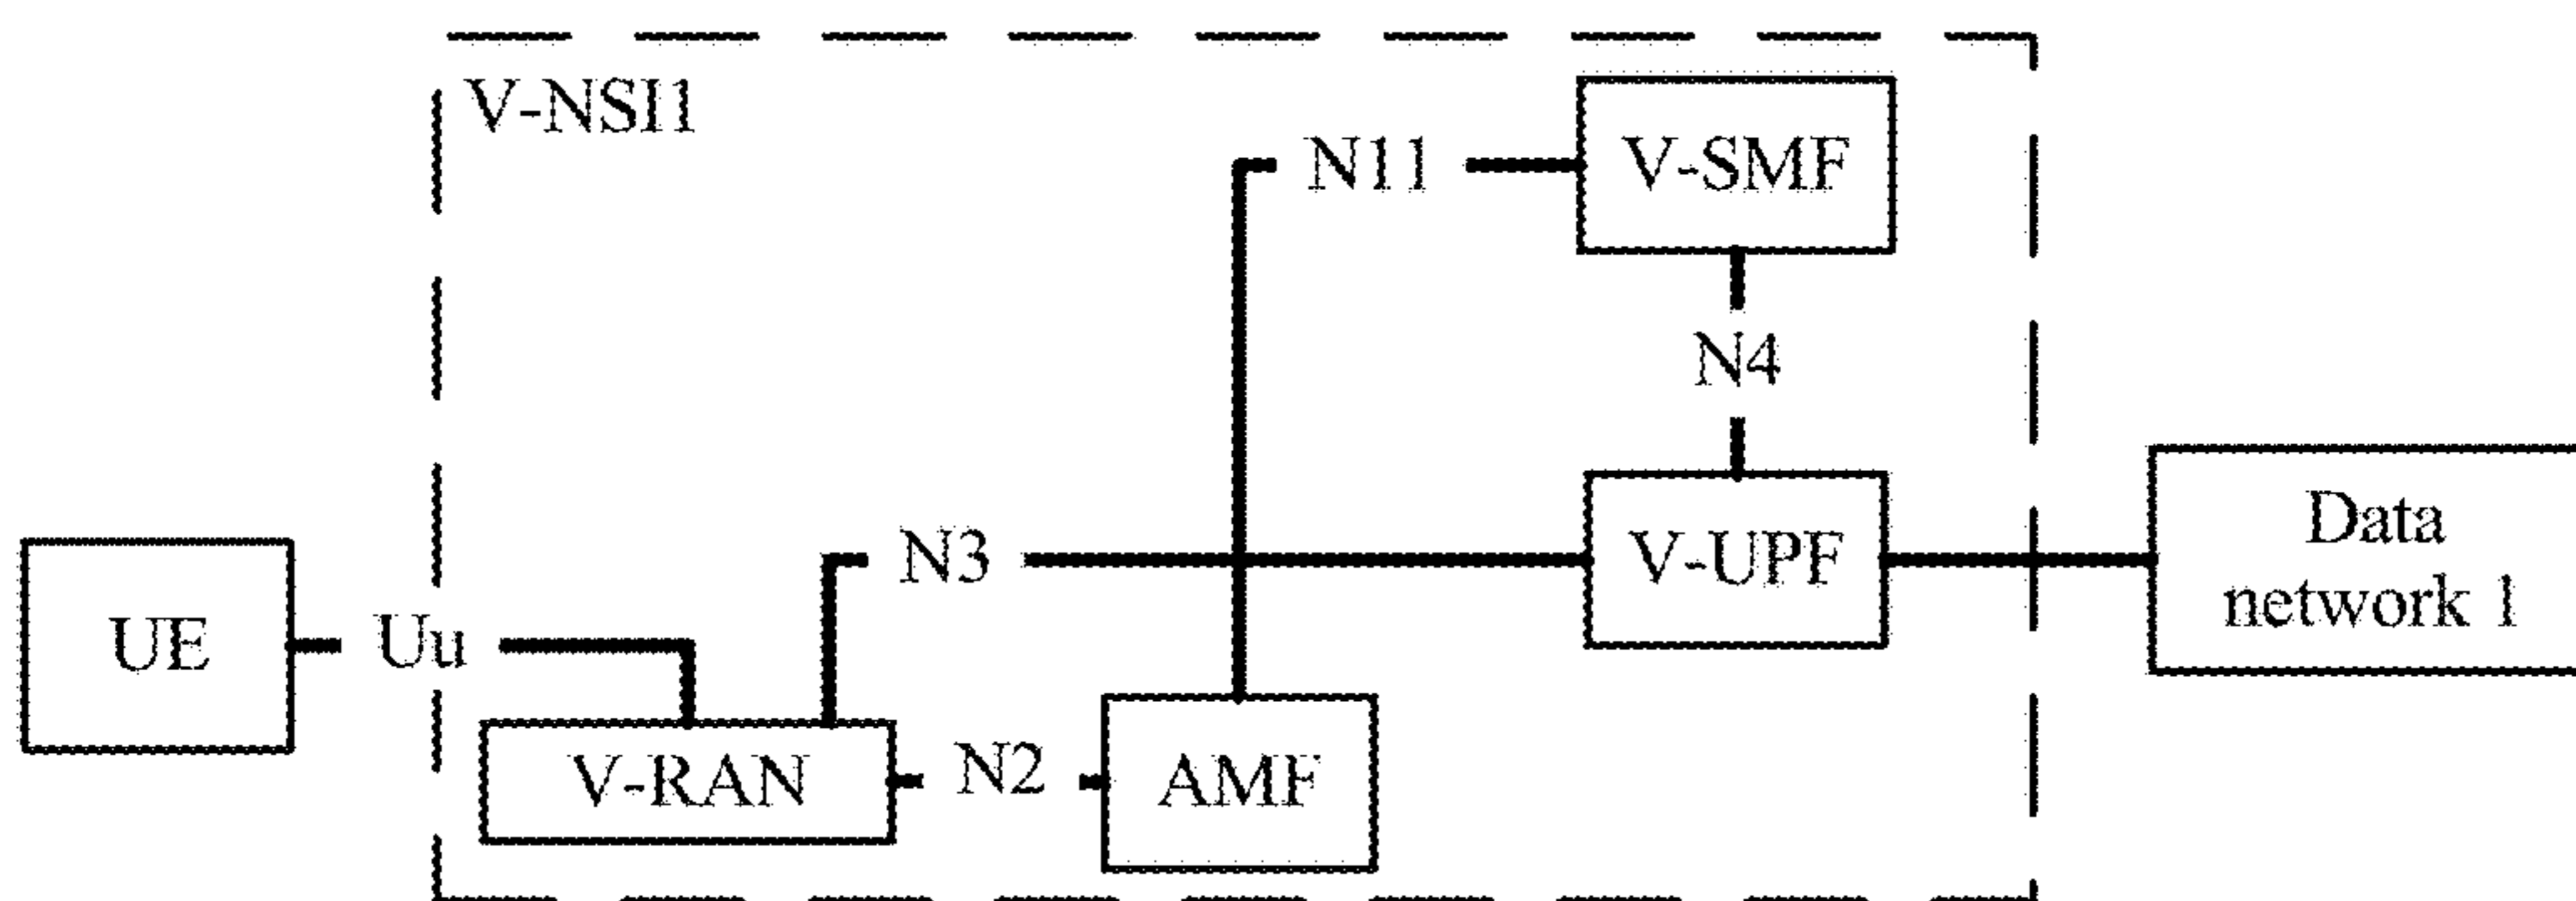 V-NSI1
N11
V-SMF
N4
N3
V-UPF
Data
network 1
UE
Uu
V-RAN
N2
AMF